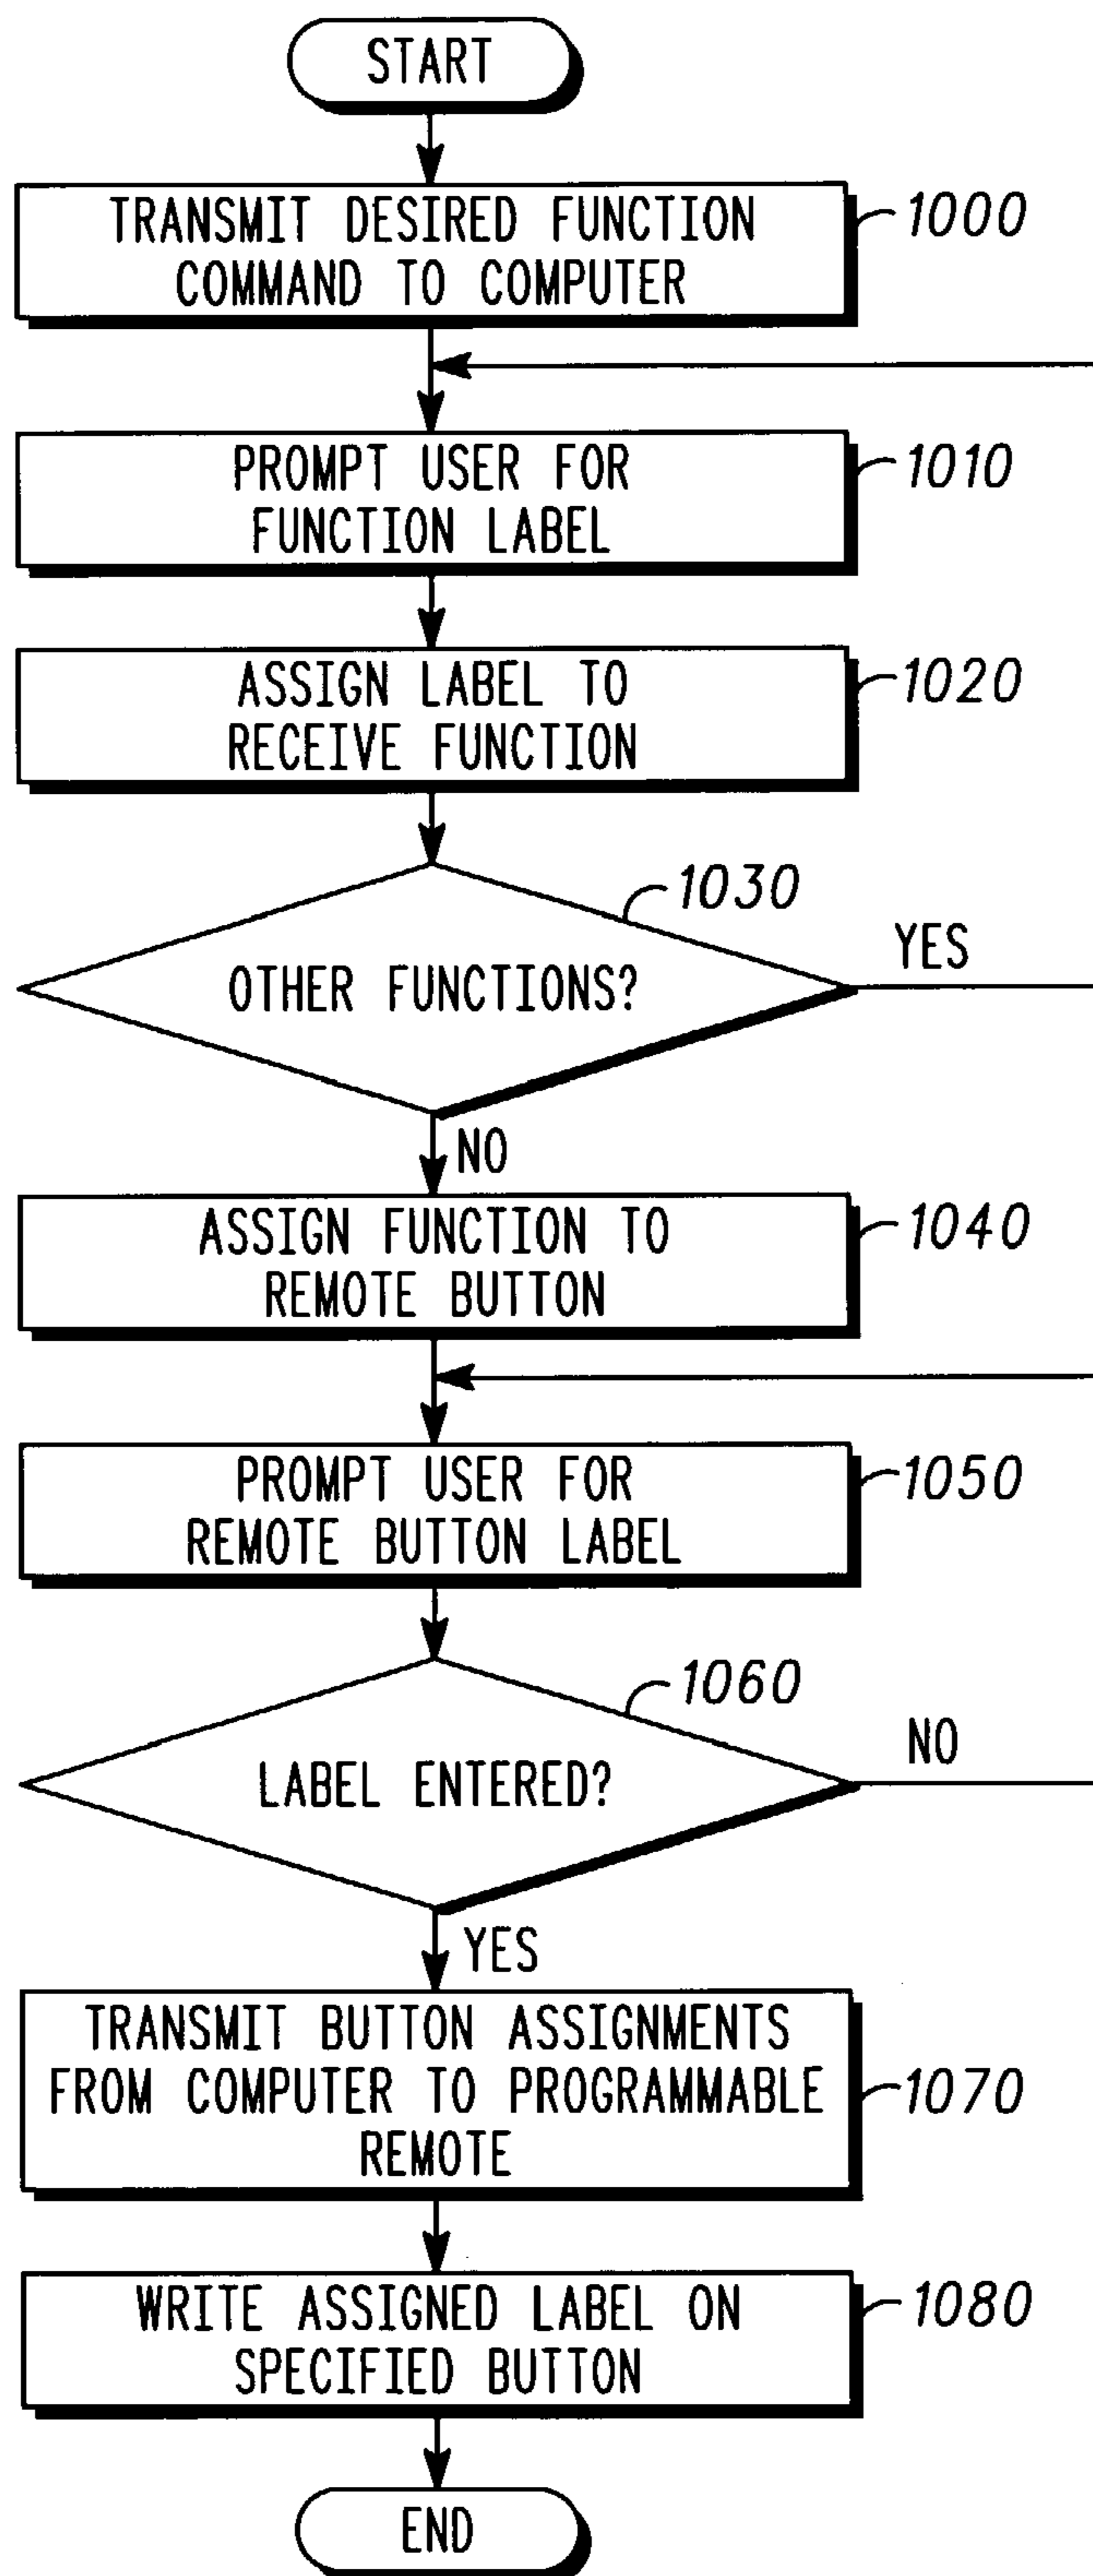 START
TRANSMIT DESIRED FUNCTION
COMMAND TO COMPUTER
1000
PROMPT USER FOR
FUNCTION LABEL
1010
ASSIGN LABEL TO
RECEIVE FUNCTION
1020
1030
OTHER FUNCTIONS?
YES
NO
ASSIGN FUNCTION TO
REMOTE BUTTON
1040
PROMPT USER FOR
REMOTE BUTTON LABEL
1050
1060
LABEL ENTERED?
NO
YES
TRANSMIT BUTTON ASSIGNMENTS
FROM COMPUTER TO PROGRAMMABLE
REMOTE
1070
WRITE ASSIGNED LABEL ON
SPECIFIED BUTTON
1080
END